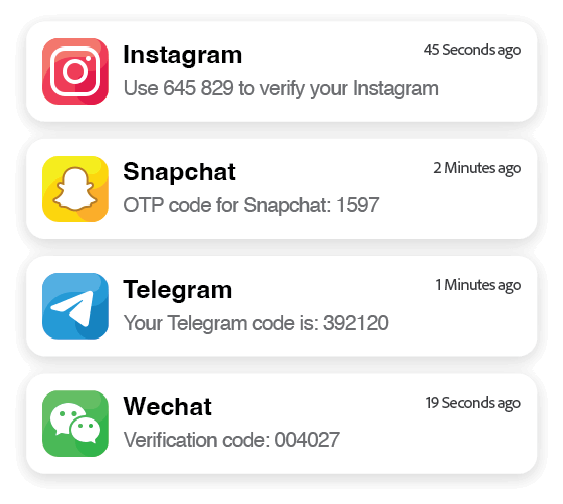 Instagram
45 Seconds ago
Use 645 829 to verify your Instagram
Snapchat
2 Minutes ago
OTP code for Snapchat: 1597
Telegram
1 Minutes ago
Your Telegram code is: 392120
Wechat
19 Seconds ago
Verification code: 004027